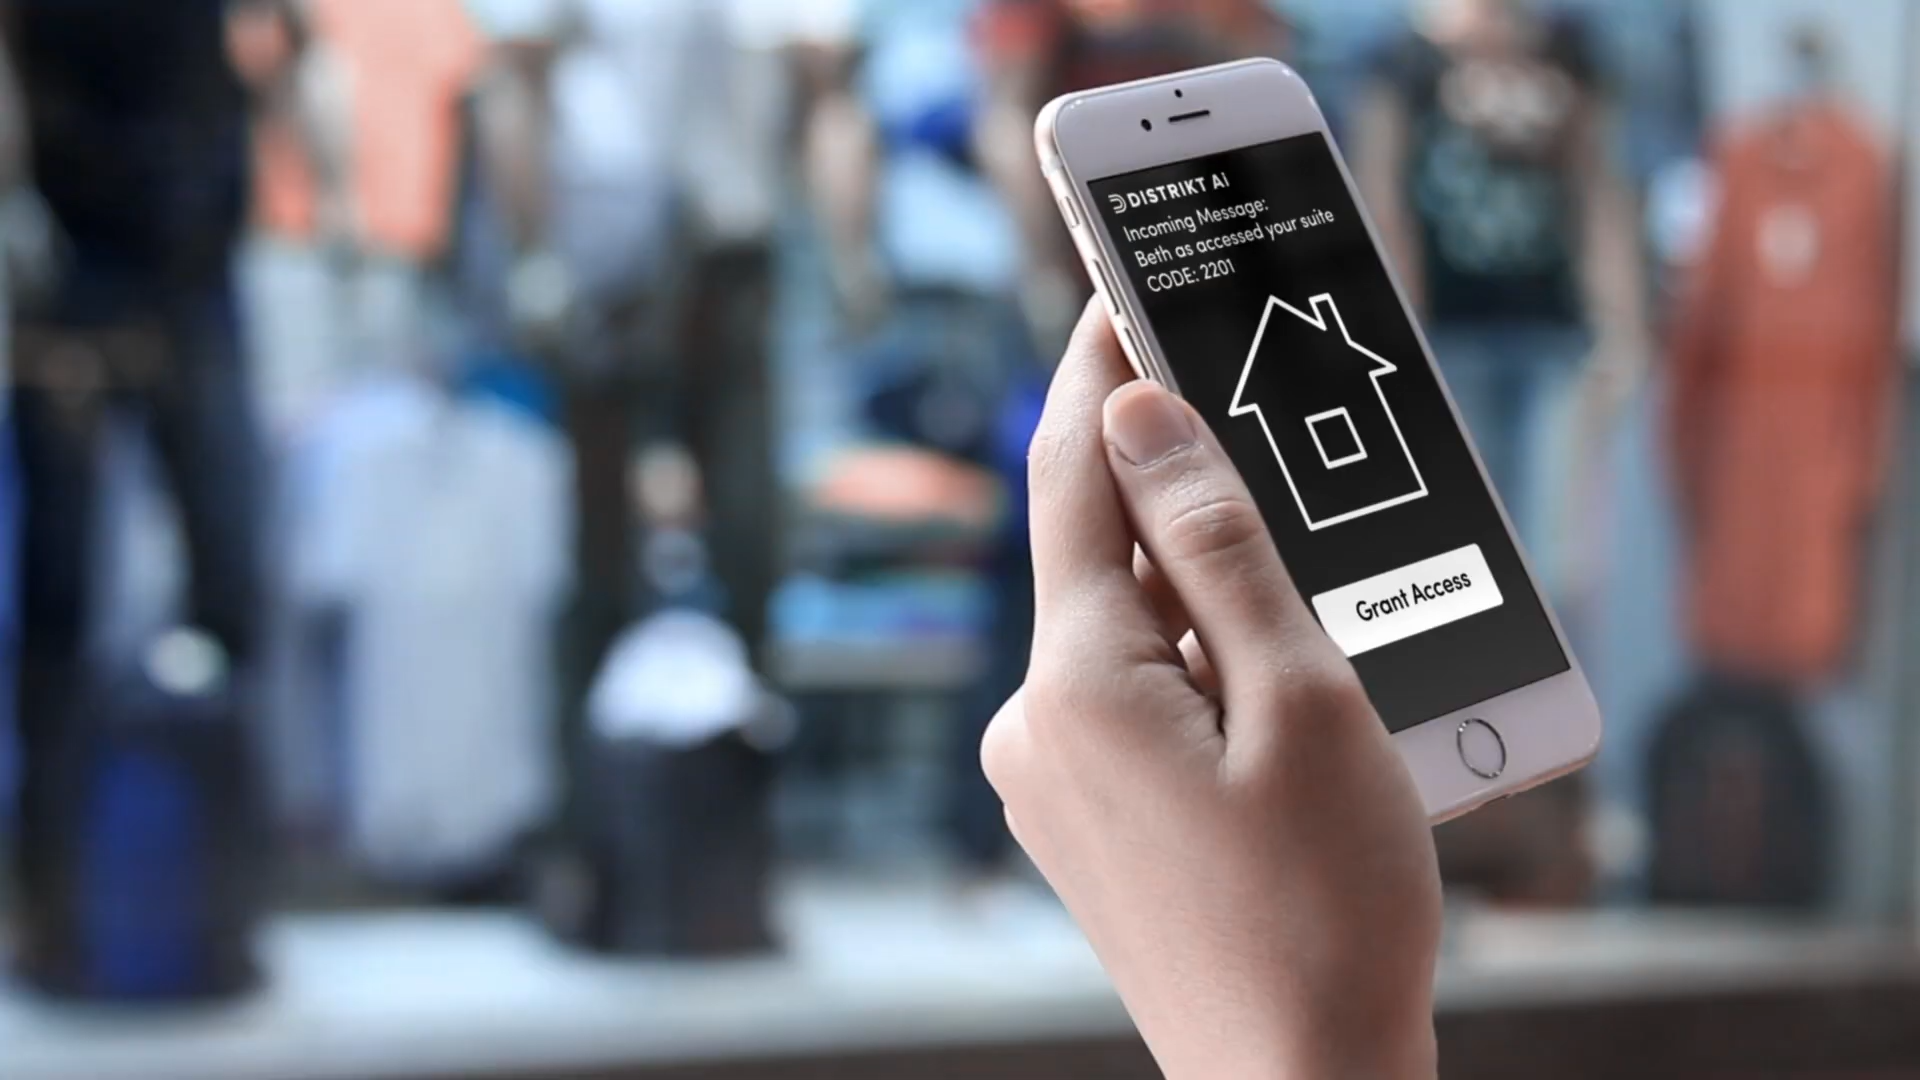 DISTRIKT Ai
Incoming Message:
Beth as accessed your suite
CODE: 2201
Grant Access